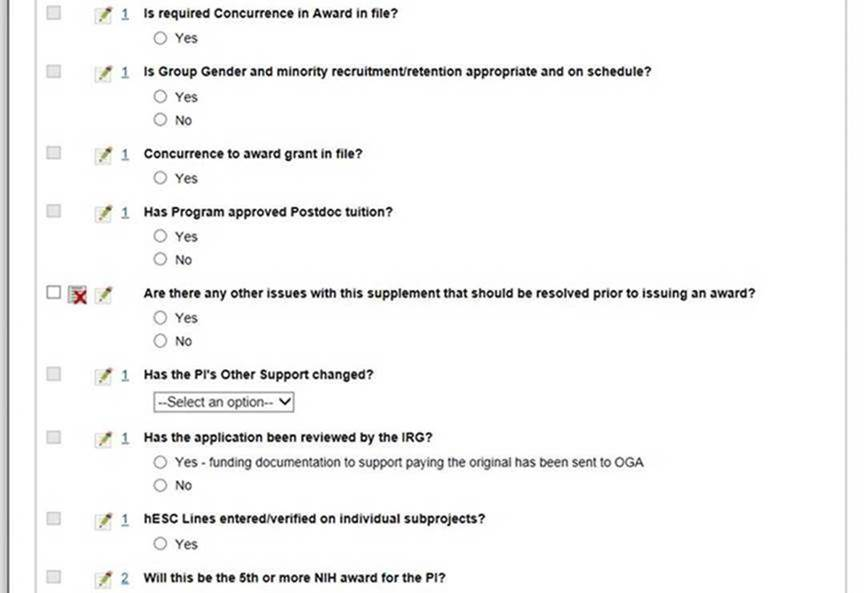 1 Is required Concurrence in Award in file?
Yes
1 Is Group Gender and minority recruitment/retention appropriate and on schedule?
Yes
No
1 Concurrence to award grant in file?
Yes
1 Has Program approved Postdoc tuition?
Yes
No
Are there any other issues with this supplement that should be resolved prior to issuing an award?
Yes
No
1 Has the PI's Other Support changed?
--Select an option--
1 Has the application been reviewed by the IRG?
Yes - funding documentation to support paying the original has been sent to OGA
No
1 hESC Lines entered/verified on individual subprojects?
Yes
2 Will this be the 5th or more NIH award for the PI?